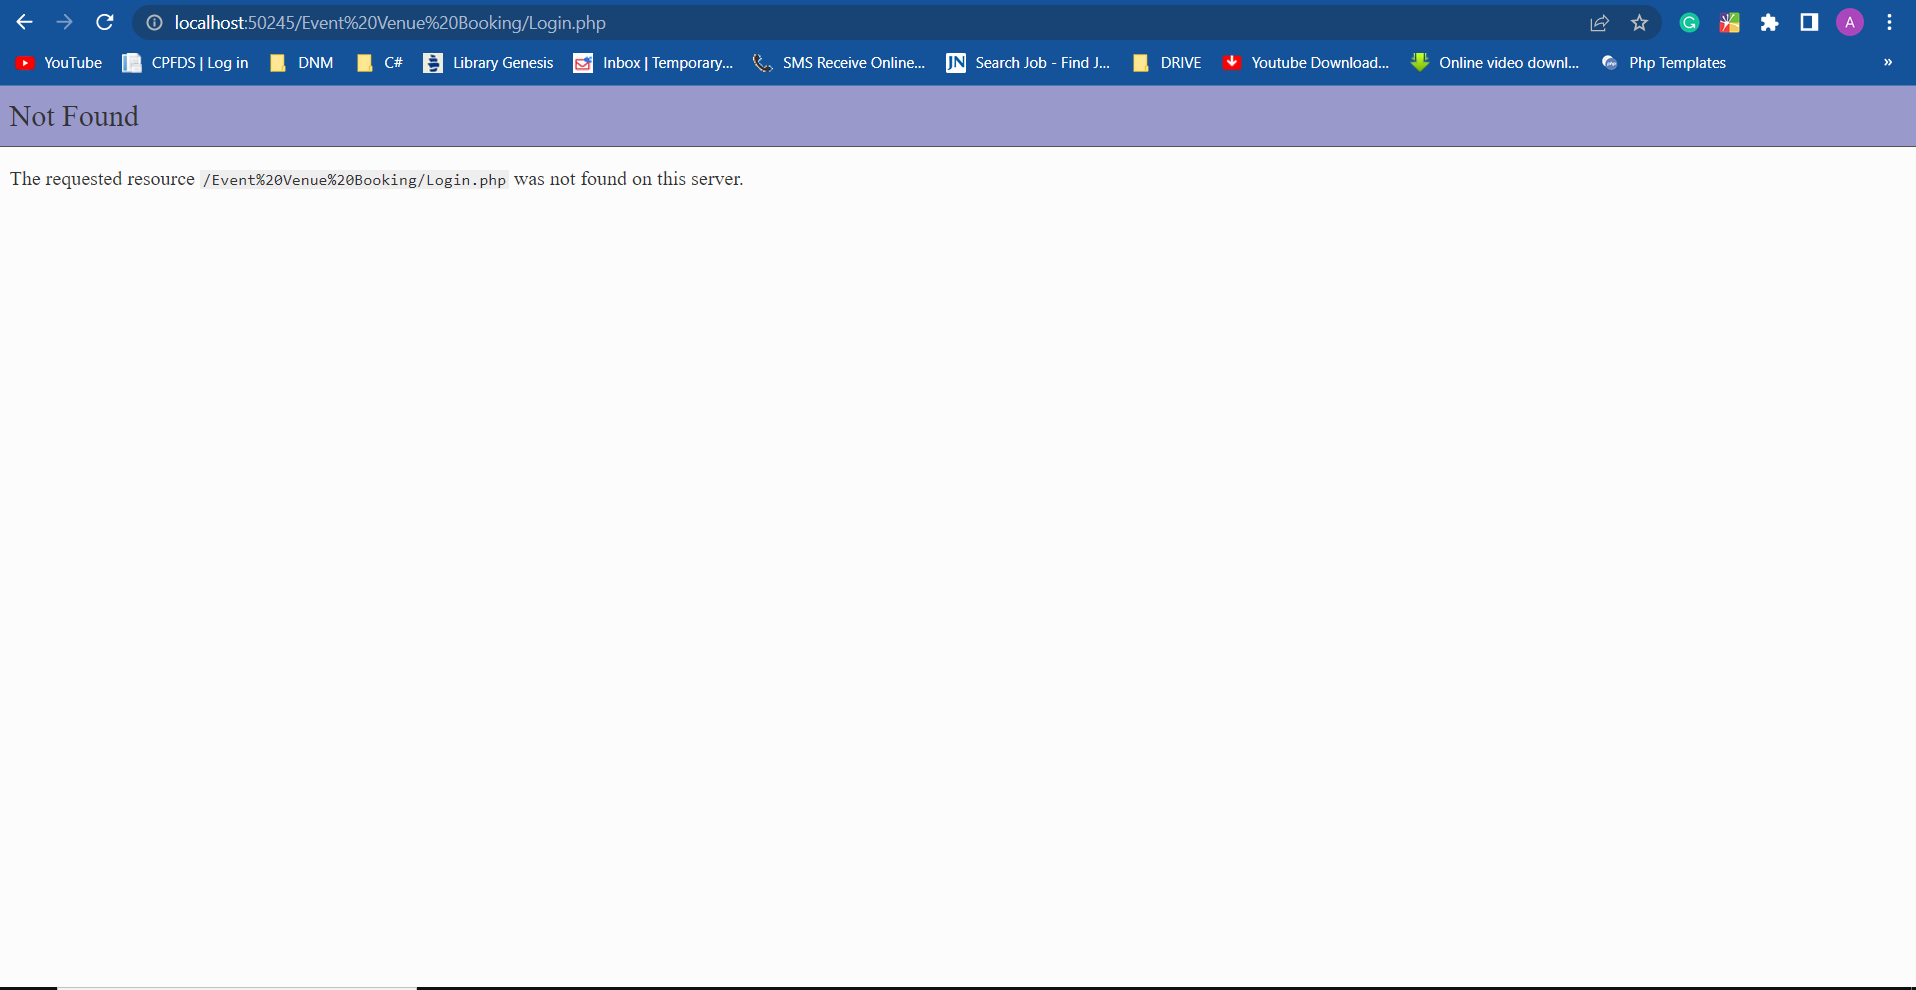 localhost:50245/Event%20Venue%20Booking/Login.php
G A
YouTube CPFDS | Log in DNM C# Library Genesis Inbox | Temporary... SMS Receive Online... JN Search Job - Find J... DRIVE Youtube Download... Online video downl... Php Templates »
Not Found
The requested resource /Event%20Venue%20Booking/Login.php was not found on this server.